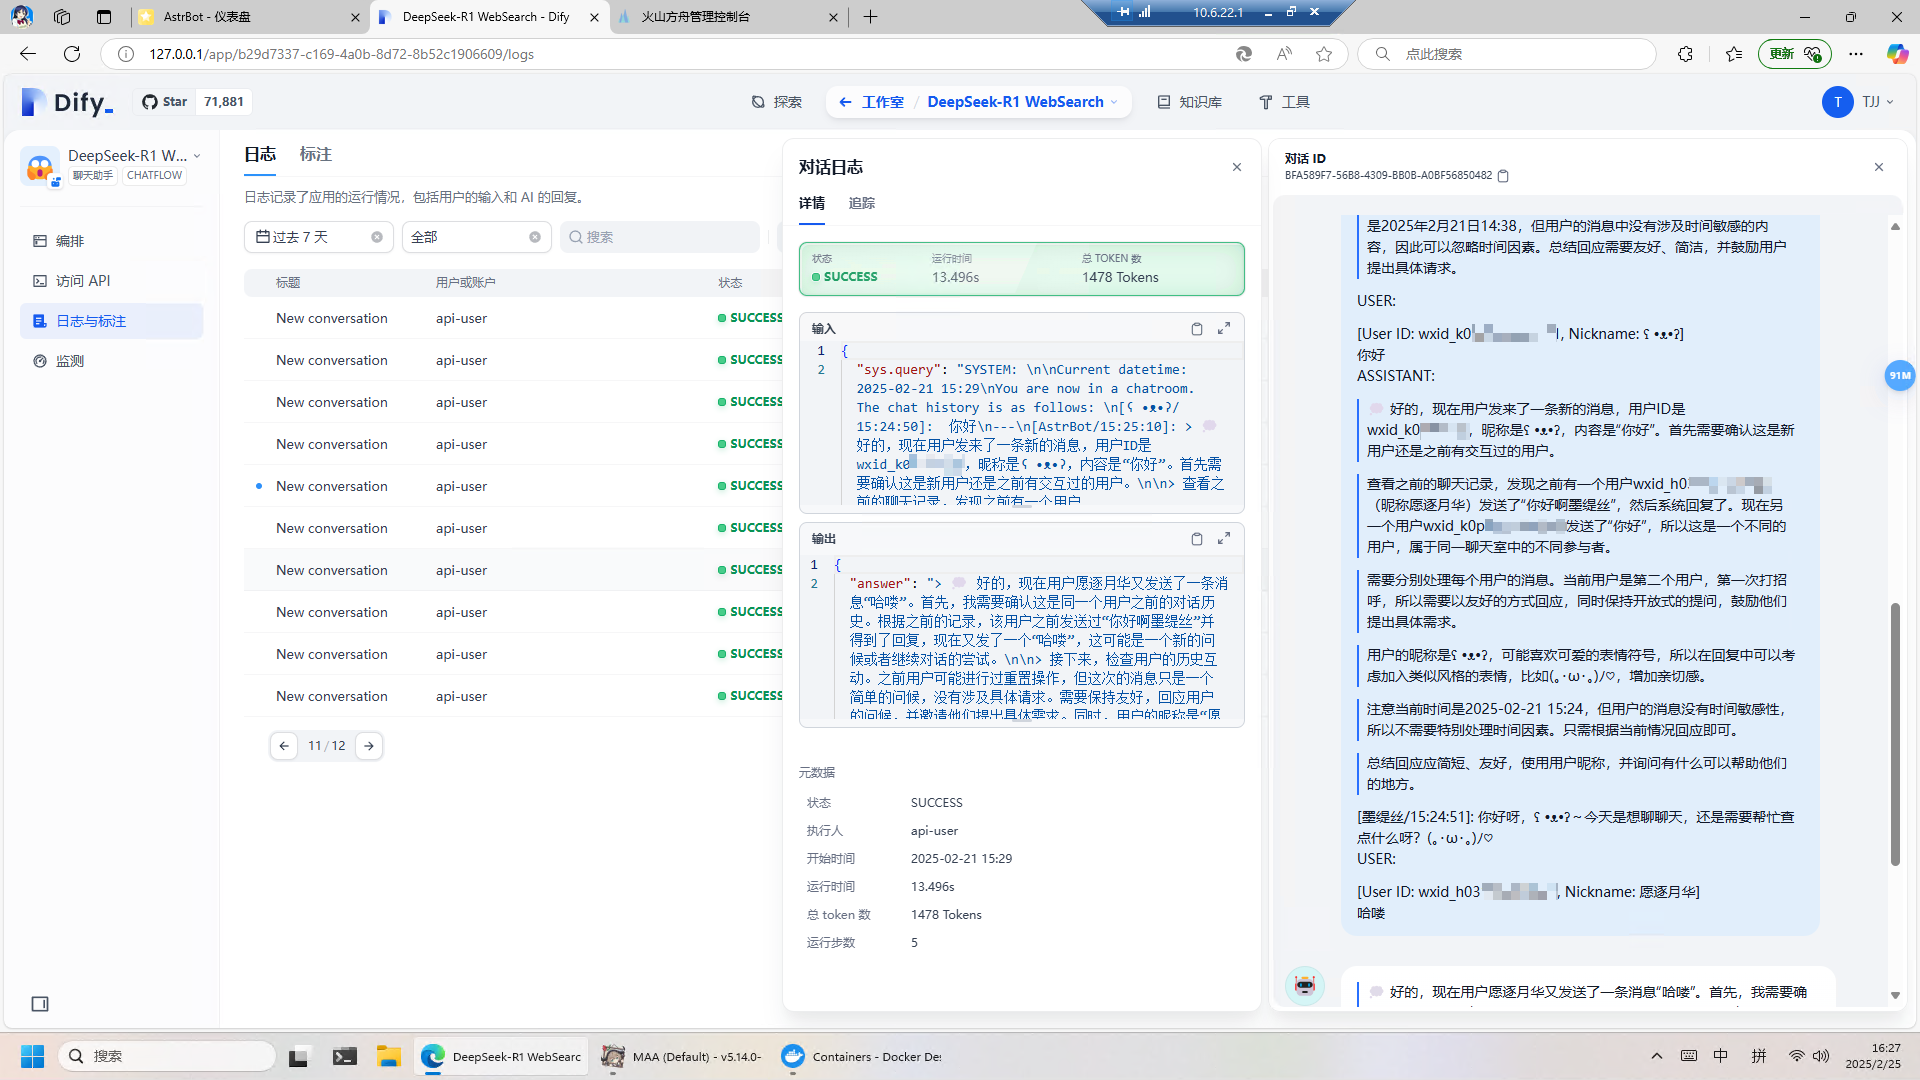 AstrBot - 仪表盘
DeepSeek-R1 WebSearch - Dify
火山方舟管理控制台
10.6.22.1
127.0.0.1/app/b29d7337-c169-4a0b-8d72-8b52c1906609/logs
点此搜索
更新
Dify_
Star
71,881
探索
工作室 / DeepSeek-R1 WebSearch
知识库
工具
T
TJJ
DeepSeek-R1 W...
聊天助手
CHATFLOW
编排
访问 API
日志与标注
监测
日志
标注
日志记录了应用的运行情况，包括用户的输入和 AI 的回复。
过去 7 天
全部
搜索
标题
用户或账户
状态
New conversation
api-user
SUCCESS
New conversation
api-user
SUCCESS
New conversation
api-user
SUCCESS
New conversation
api-user
SUCCESS
New conversation
api-user
SUCCESS
New conversation
api-user
SUCCESS
New conversation
api-user
SUCCESS
New conversation
api-user
SUCCESS
New conversation
api-user
SUCCESS
New conversation
api-user
SUCCESS
11 / 12
对话日志
详情
追踪
状态
运行时间
总 TOKEN 数
SUCCESS
13.496s
1478 Tokens
输入
1 {
2 "sys.query": "SYSTEM: \n\nCurrent datetime:
2025-02-21 15:29\nYou are now in a chatroom.
The chat history is as follows: \n[ʕ •ᴥ•ʔ/
15:24:50]:  你好\n---\n[AstrBot/15:25:10]: > 💭
好的，现在用户发来了一条新的消息，用户ID是
wxid_k0，昵称是ʕ •ᴥ•ʔ，内容是“你好”。首先需
要确认这是新用户还是之前有交互过的用户。\n\n> 查看之
前的聊天记录，发现之前有一个用户
输出
1 {
2 "answer": "> 💭 好的，现在用户愿逐月华又发送了一条消
息“哈喽”。首先，我需要确认这是同一个用户之前的对话历
史。根据之前的记录，该用户之前发送过“你好啊墨缇丝”并
得到了回复，现在又发了一个“哈喽”，这可能是一个新的问
候或者继续对话的尝试。\n\n> 接下来，检查用户的历史互
动。之前用户可能进行过重置操作，但这次的消息只是一个
简单的问候，没有涉及具体请求。需要保持友好，回应用户
的问候，并邀请他们提出具体需求。同时，用户的昵称是“愿
元数据
状态
SUCCESS
执行人
api-user
开始时间
2025-02-21 15:29
运行时间
13.496s
总 token 数
1478 Tokens
运行步数
5
对话 ID
BFA589F7-56B8-4309-BB0B-A0BF56850482
是2025年2月21日14:38，但用户的消息中没有涉及时间敏感的内
容，因此可以忽略时间因素。总结回应需要友好、简洁，并鼓励用户
提出具体请求。
USER:
[User ID: wxid_k0, Nickname: ʕ •ᴥ•ʔ]
你好
ASSISTANT:
💭 好的，现在用户发来了一条新的消息，用户ID是
wxid_k0，昵称是ʕ •ᴥ•ʔ，内容是“你好”。首先需要确认这是新
用户还是之前有交互过的用户。
查看之前的聊天记录，发现之前有一个用户wxid_h0
（昵称愿逐月华）发送了“你好啊墨缇丝”，然后系统回复了。现在另
一个用户wxid_k0p发送了“你好”，所以这是一个不同的
用户，属于同一聊天室中的不同参与者。
需要分别处理每个用户的消息。当前用户是第二个用户，第一次打招
呼，所以需要以友好的方式回应，同时保持开放式的提问，鼓励他们
提出具体需求。
用户的昵称是ʕ •ᴥ•ʔ，可能喜欢可爱的表情符号，所以在回复中可以考
虑加入类似风格的表情，比如(｡･ω･｡)ﾉ♡，增加亲切感。
注意当前时间是2025-02-21 15:24，但用户的消息没有时间敏感性，
所以不需要特别处理时间因素。只需根据当前情况回应即可。
总结回应应简短、友好，使用用户昵称，并询问有什么可以帮助他们
的地方。
[墨缇丝/15:24:51]: 你好呀，ʕ •ᴥ•ʔ～今天是想聊聊天，还是需要帮忙查
点什么呀？(｡･ω･｡)ﾉ♡
USER:
[User ID: wxid_h03, Nickname: 愿逐月华]
哈喽
💭 好的，现在用户愿逐月华又发送了一条消息“哈喽”。首先，我需要确
91M
搜索
DeepSeek-R1 WebSearc
MAA (Default) - v5.14.0-
Containers - Docker De
中
拼
16:27
2025/2/25